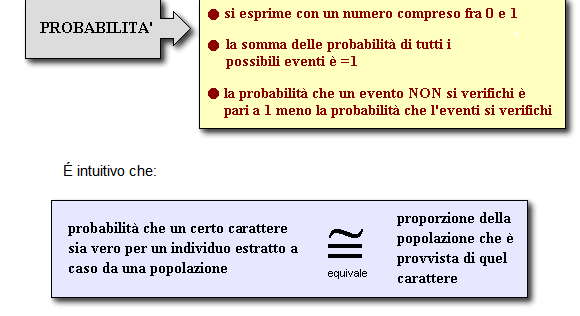 PROBABILITA'
si esprime con un numero compreso fra 0 e 1
la somma delle probabilità di tutti i
possibili eventi è =1
la probabilità che un evento NON si verifichi è
pari a 1 meno la probabilità che l'eventi si verifichi
É intuitivo che:
probabilità che un certo carattere
sia vero per un individuo estratto a
caso da una popolazione
≅
equivale
proporzione della
popolazione che è
provvista di quel
carattere